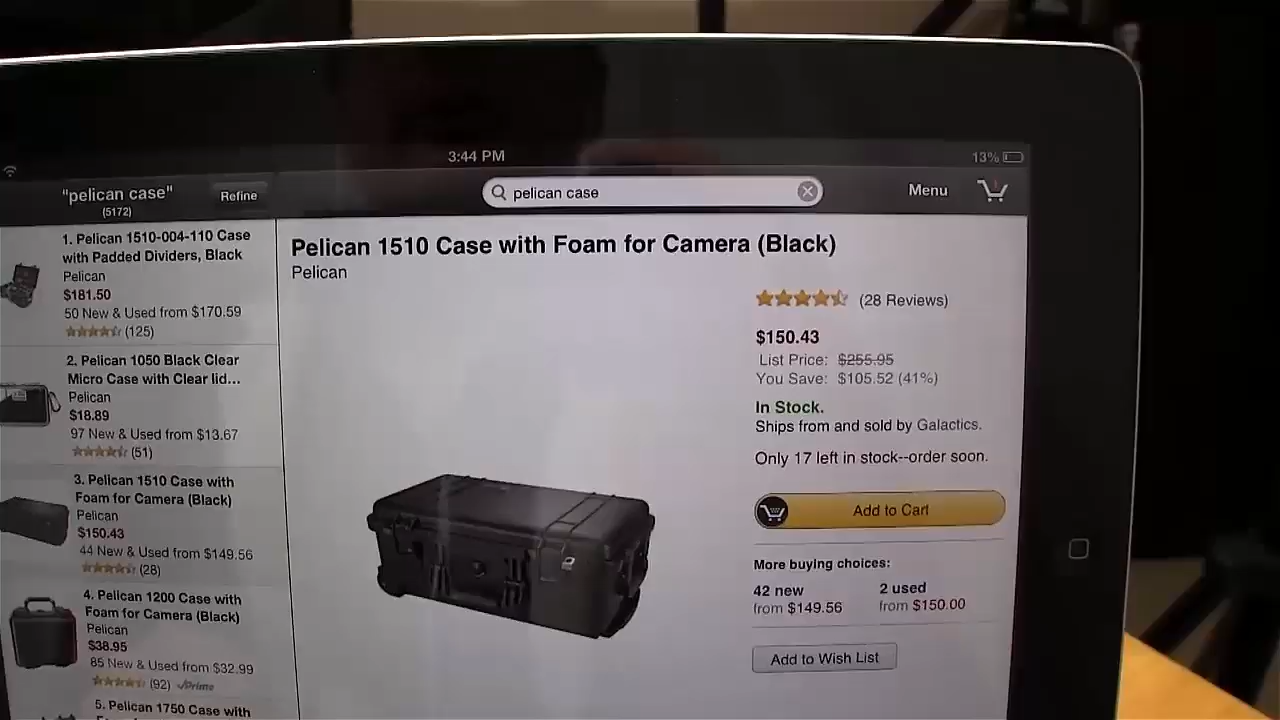 3:44 PM
13%
"pelican case"
(5172)
Refine
pelican case
Menu
1. Pelican 1510-004-110 Case
with Padded Dividers, Black
Pelican
$181.50
50 New & Used from $170.59
(125)
2. Pelican 1050 Black Clear
Micro Case with Clear lid...
Pelican
$18.89
97 New & Used from $13.67
(51)
3. Pelican 1510 Case with
Foam for Camera (Black)
Pelican
$150.43
44 New & Used from $149.56
(28)
4. Pelican 1200 Case with
Foam for Camera (Black)
Pelican
$38.95
85 New & Used from $32.99
(92) Prime
5. Pelican 1750 Case with
Pelican 1510 Case with Foam for Camera (Black)
Pelican
(28 Reviews)
$150.43
List Price: $255.95
You Save: $105.52 (41%)
In Stock.
Ships from and sold by Galactics.
Only 17 left in stock--order soon.
Add to Cart
More buying choices:
42 new
from $149.56
2 used
from $150.00
Add to Wish List